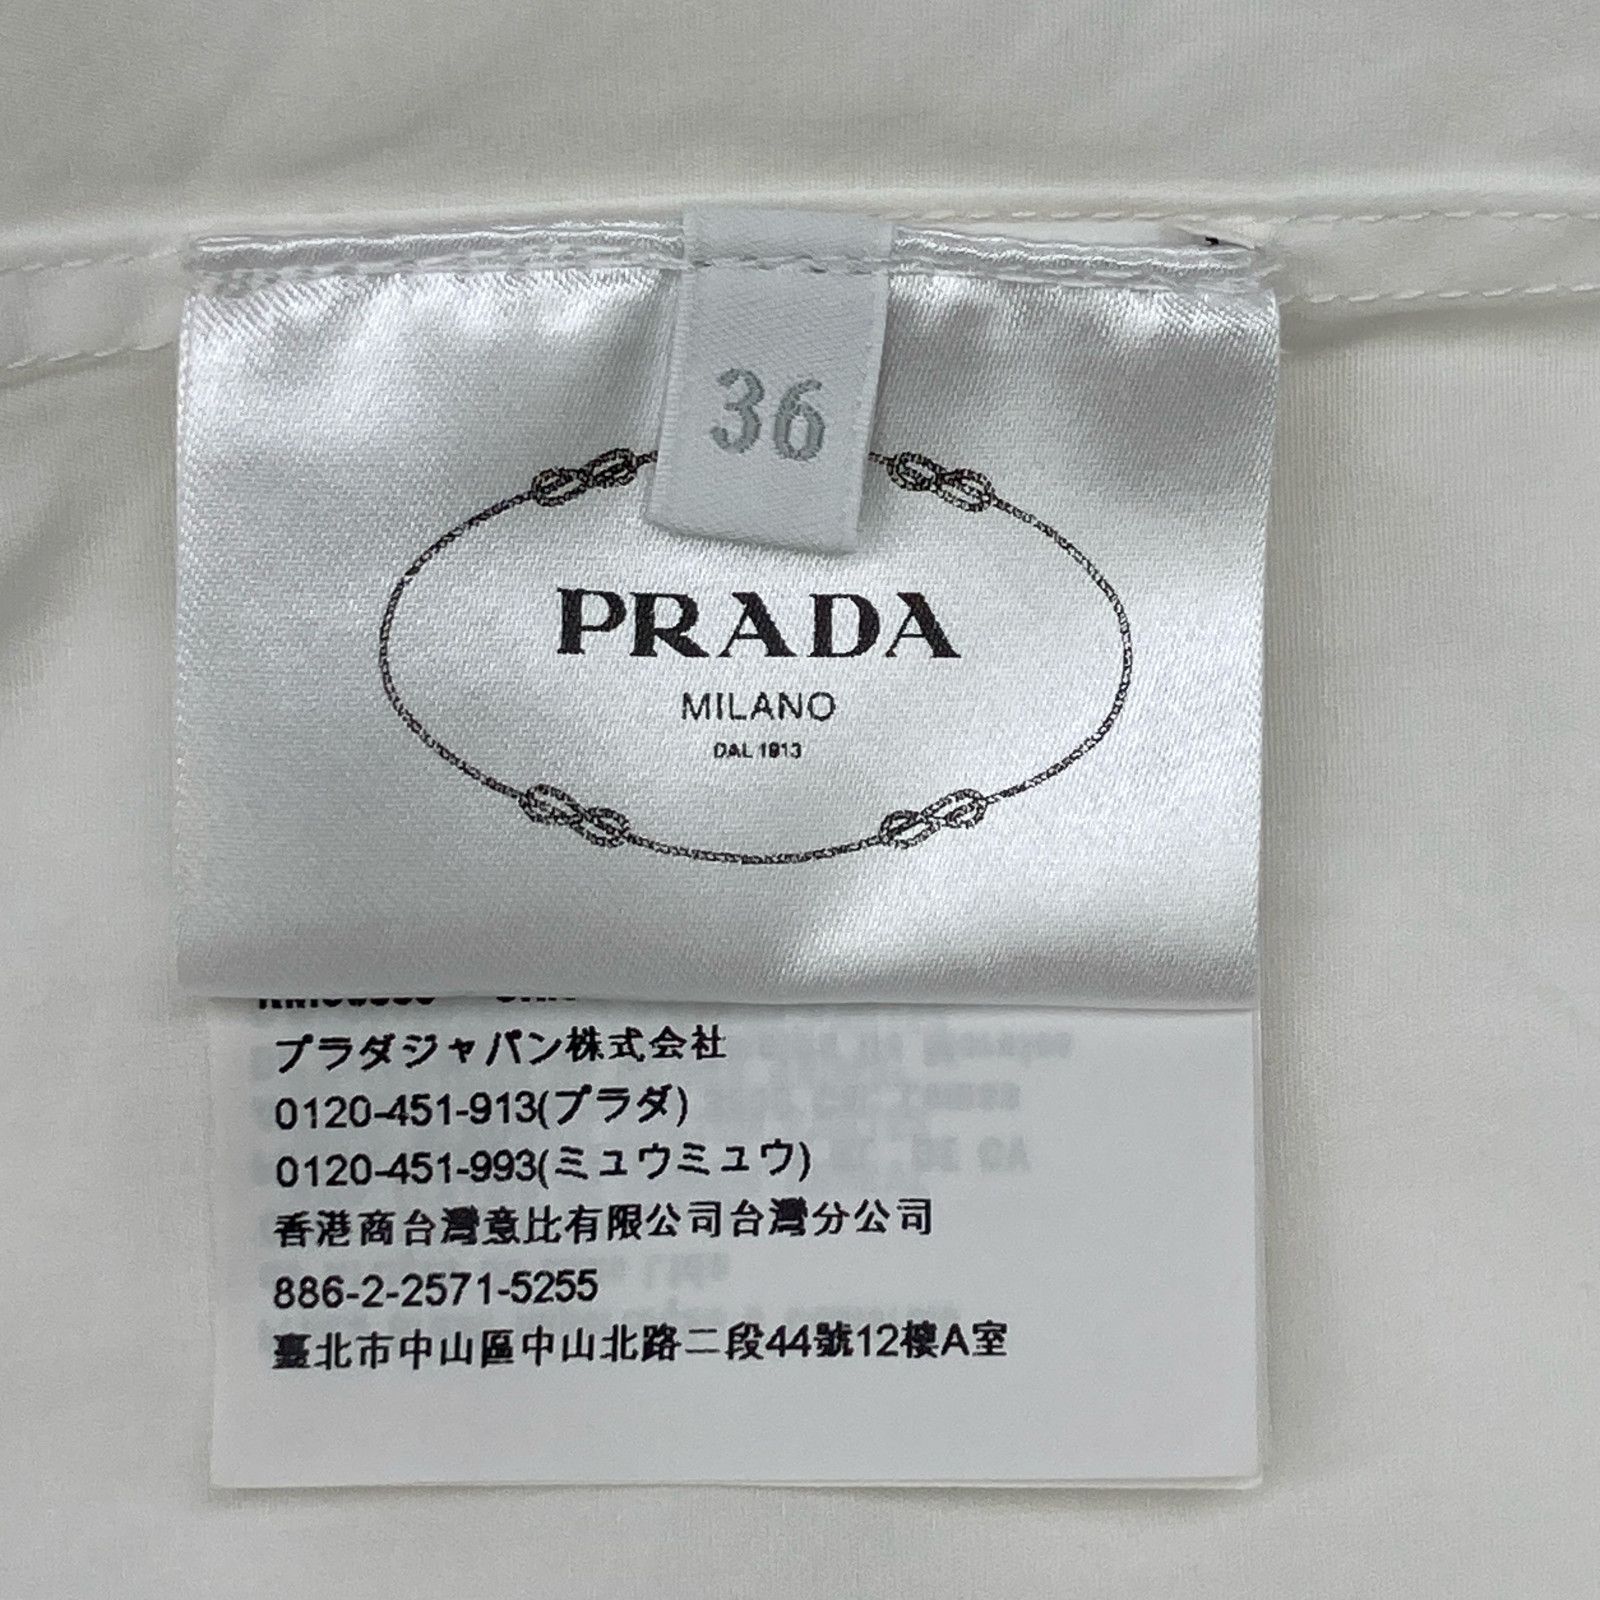 36
PRADA
MILANO
DAL 1913
プラダジャパン株式会社
0120-451-913(プラダ)
0120-451-993(ミュウミュウ)
香港商台灣意比有限公司台灣分公司
886-2-2571-5255
臺北市中山區中山北路二段44號12樓A室